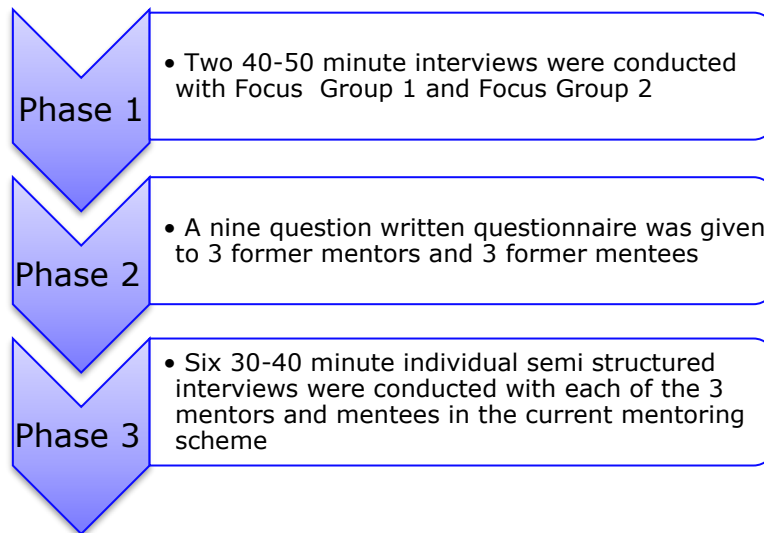 Phase 1
• Two 40-50 minute interviews were conducted
with Focus  Group 1 and Focus Group 2
Phase 2
• A nine question written questionnaire was given
to 3 former mentors and 3 former mentees
Phase 3
• Six 30-40 minute individual semi structured
interviews were conducted with each of the 3
mentors and mentees in the current mentoring
scheme